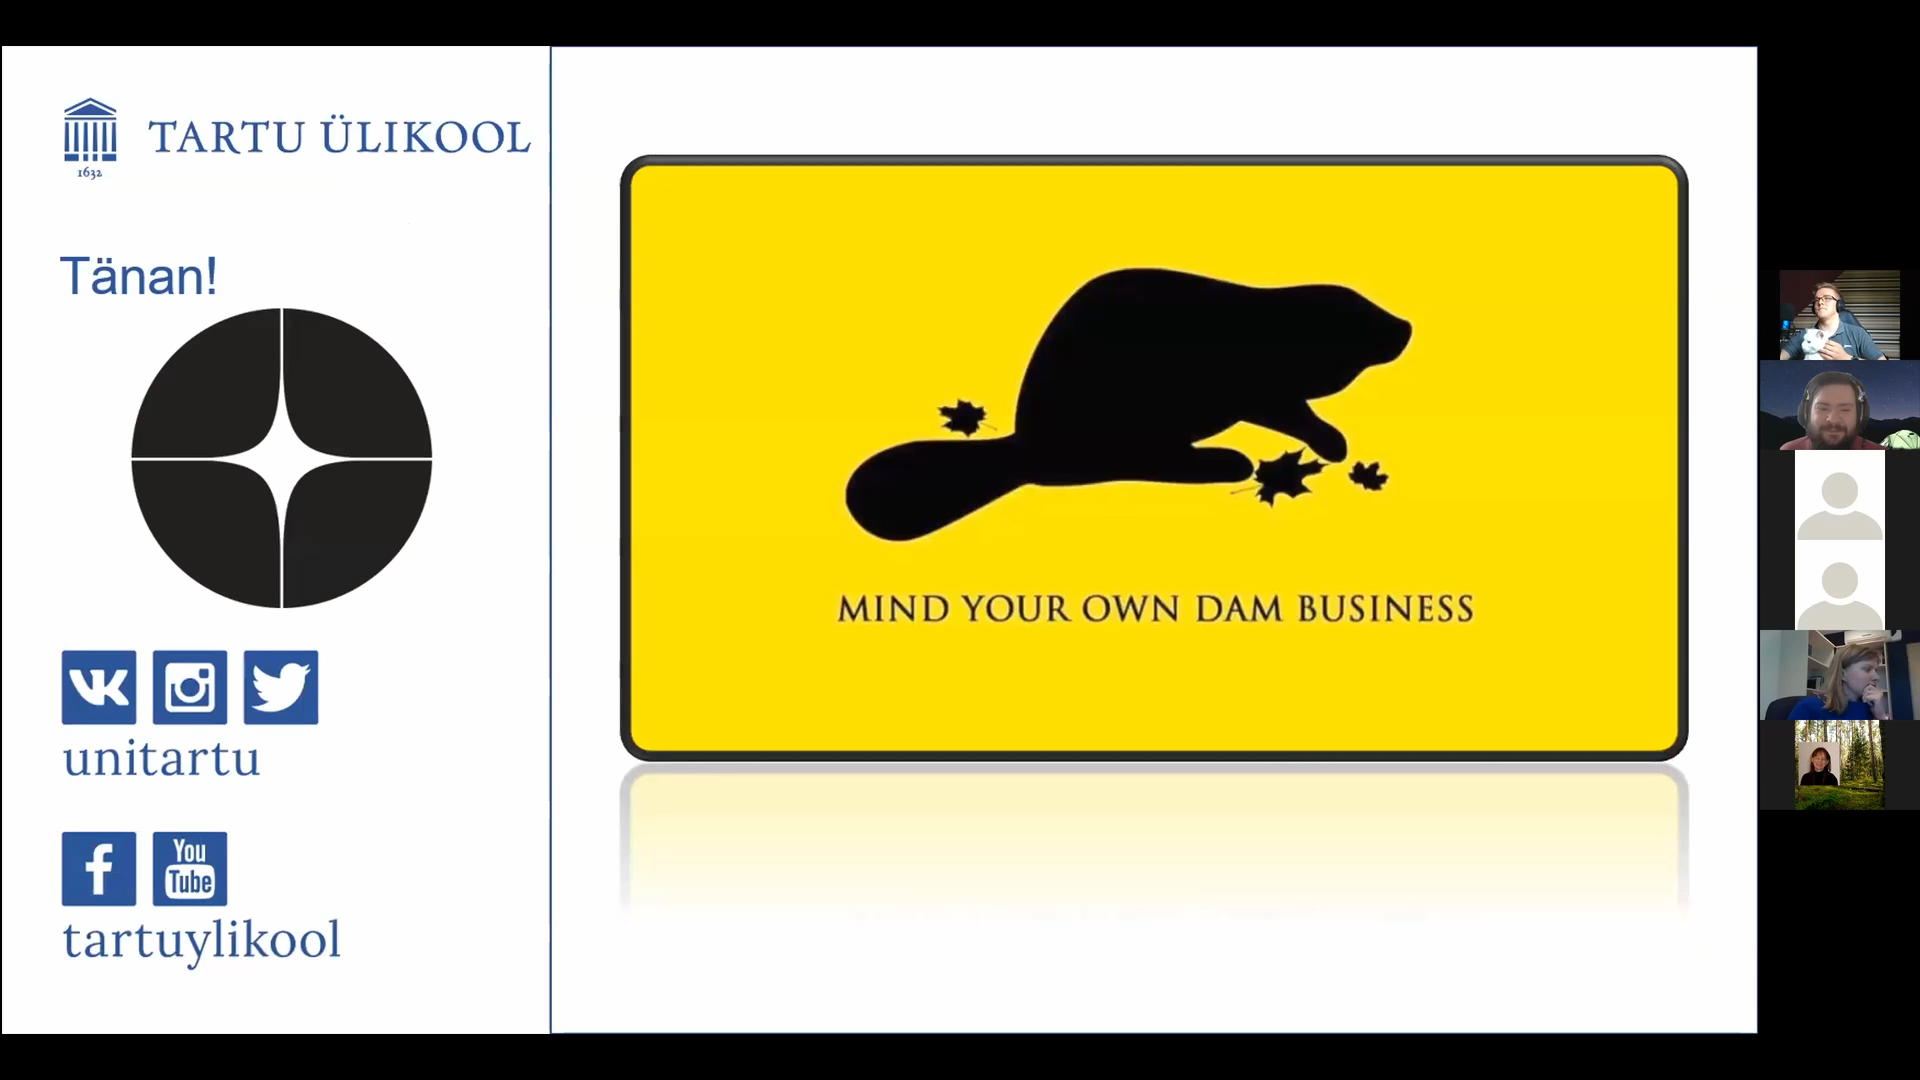 TARTU ÜLIKOOL
1632
Tänan!
unitartu
You
Tube
tartuylikool
MIND YOUR OWN DAM BUSINESS